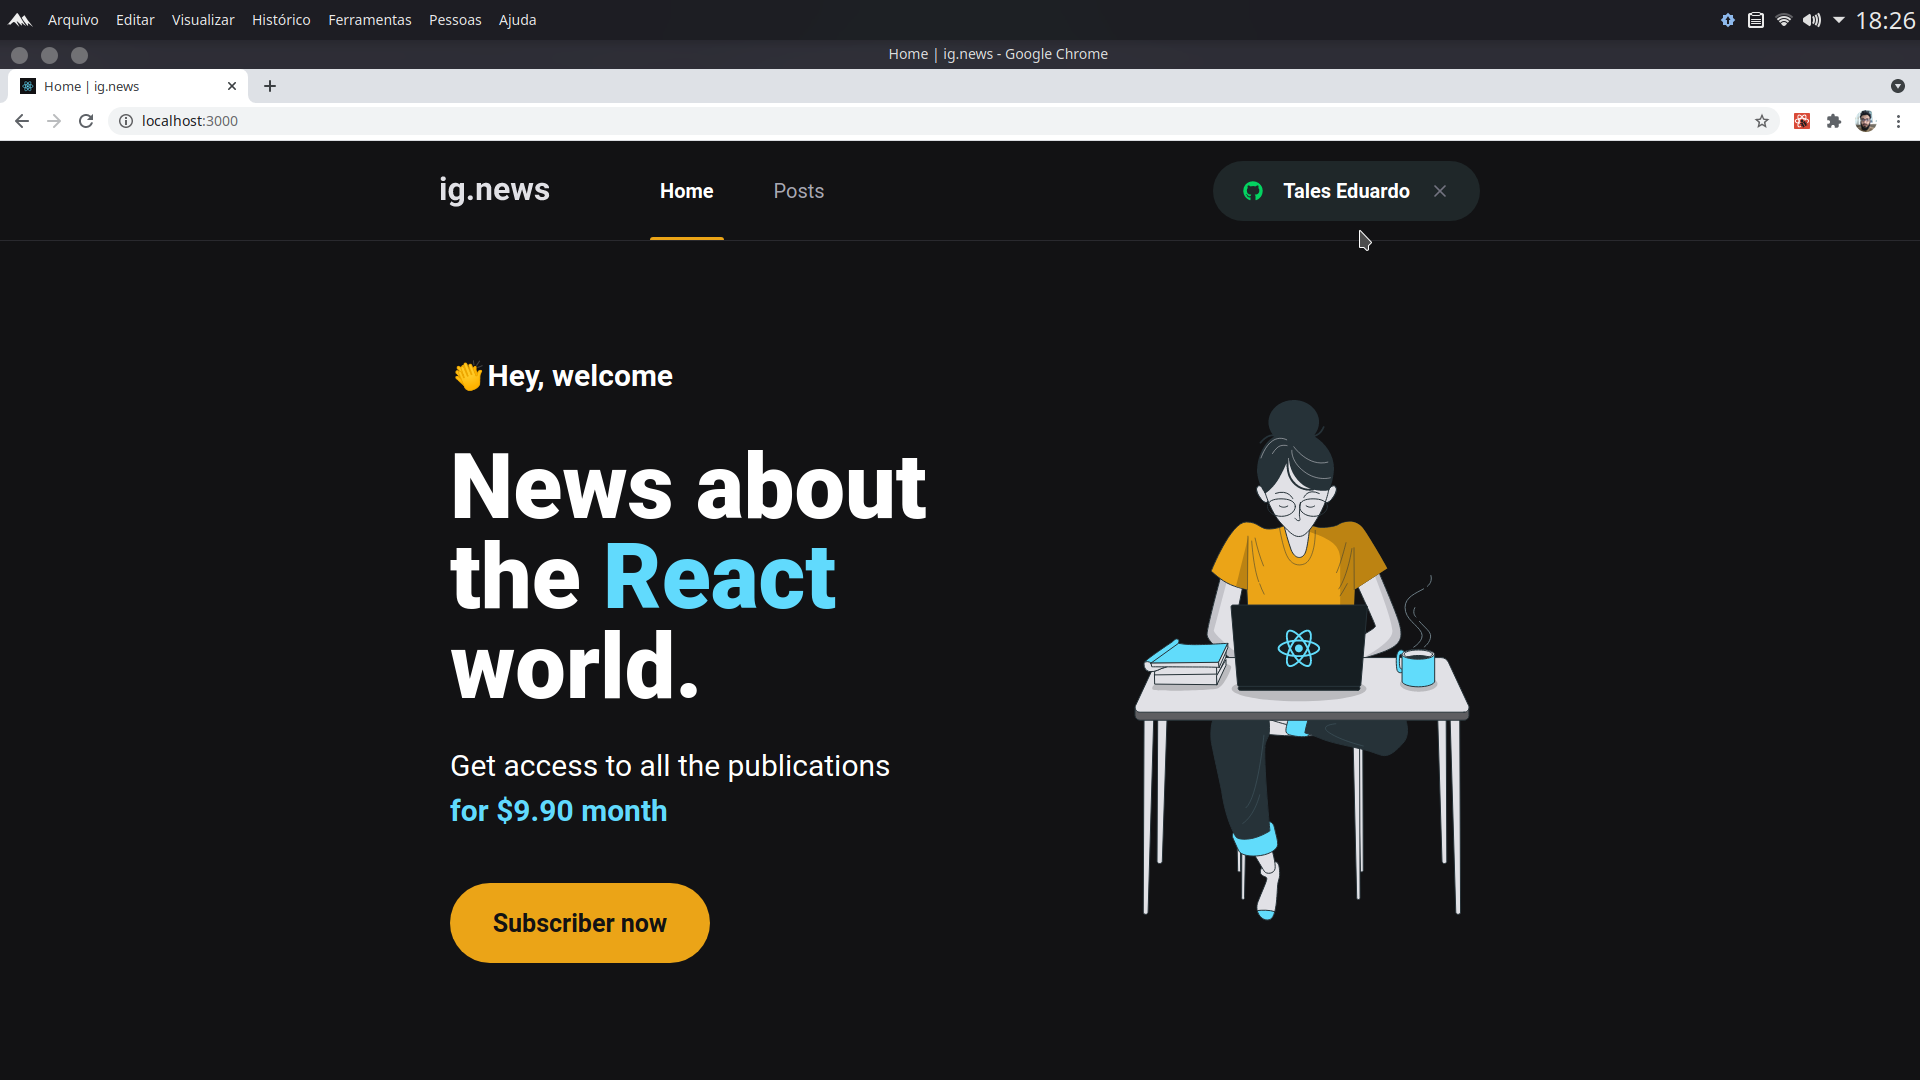 Arquivo Editar Visualizar Histórico Ferramentas Pessoas Ajuda 18:26
Home | ig.news - Google Chrome
Home | ig.news
localhost:3000
ig.news Home Posts Tales Eduardo
👋Hey, welcome
News about
the React
world.
Get access to all the publications
for $9.90 month
Subscriber now